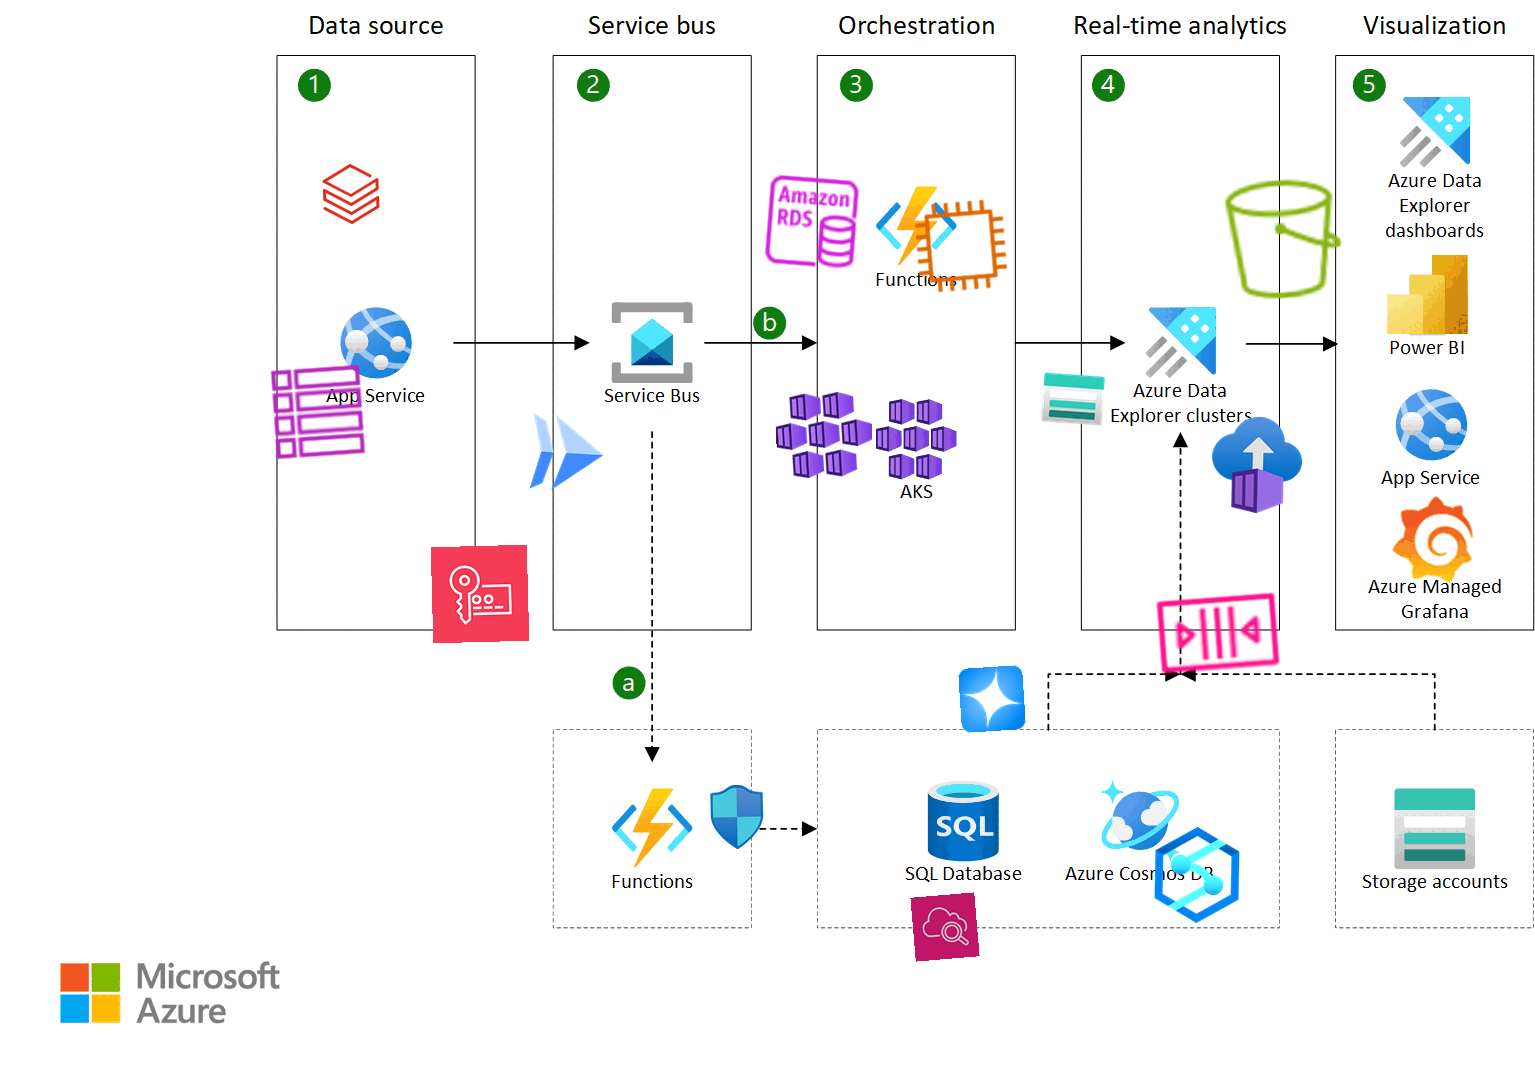 Data source
Service bus
Orchestration
Real-time analytics
Visualization
1
2
3
4
5
Azure Data
Explorer
dashboards
Amazon
RDS
Functions
b
Power BI
App Service
Service Bus
Azure Data
Explorer clusters
App Service
AKS
Azure Managed
Grafana
a
SQL
Functions
SQL Database
Azure Cosmos DB
Storage accounts
Microsoft
Azure